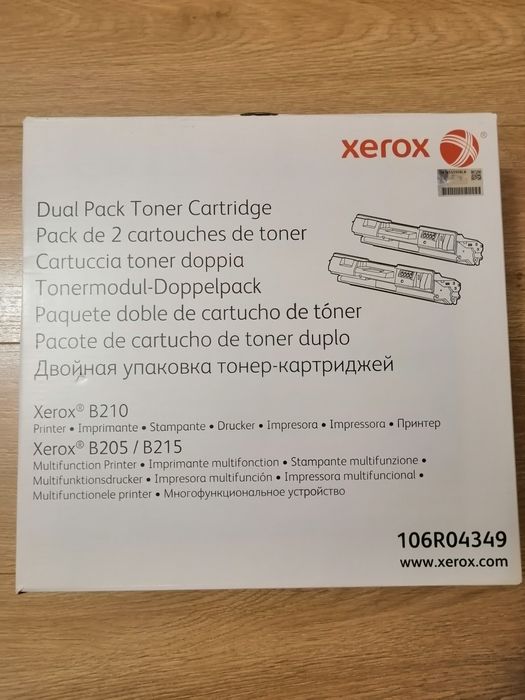 xerox ®
Dual Pack Toner Cartridge
Pack de 2 cartouches de toner
Cartuccia toner doppia
Tonermodul-Doppelpack
Paquete doble de cartucho de tóner
Pacote de cartucho de toner duplo
Двойная упаковка тонер-картриджей
Xerox® B210
Printer • Imprimante • Stampante • Drucker • Impresora • Impressora • Принтер
Xerox® B205 / B215
Multifunction Printer • Imprimante multifonction • Stampante multifunzione •
Multifunktionsdrucker • Impresora multifunción • Impressora multifuncional •
Multifunctionele printer • Многофункциональное устройство
106R04349
www.xerox.com